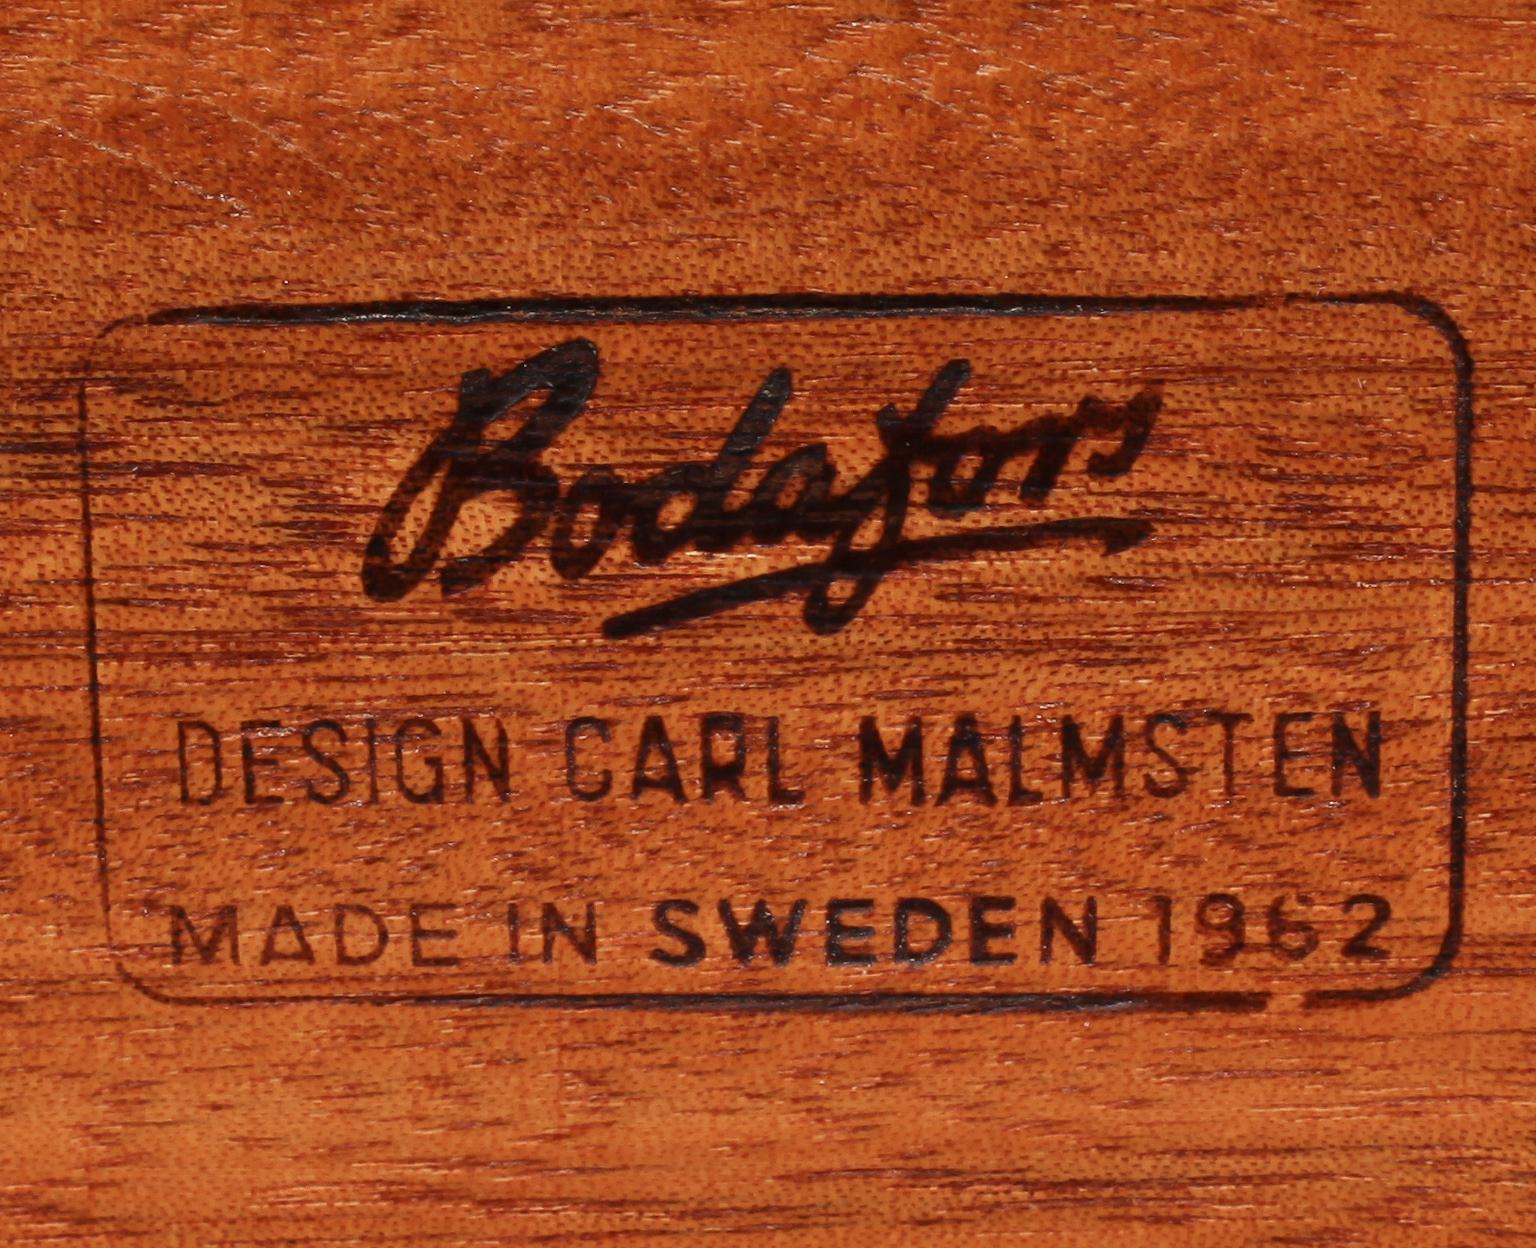 Bodafors
DESIGN CARL MALMSTEN
MADE IN SWEDEN 1962